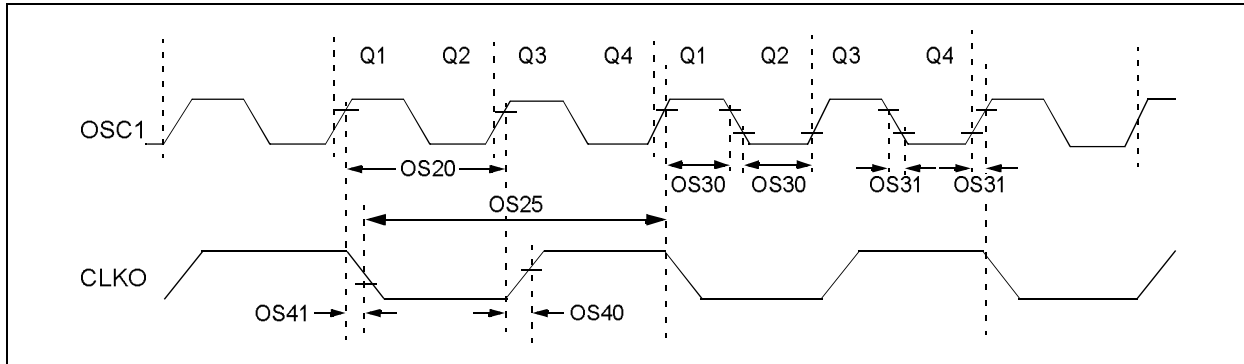 Q1 Q2 Q3 Q4 Q1 Q2 Q3 Q4
OSC1
OS20
OS30 OS30 OS31 OS31
OS25
CLKO
OS41 OS40